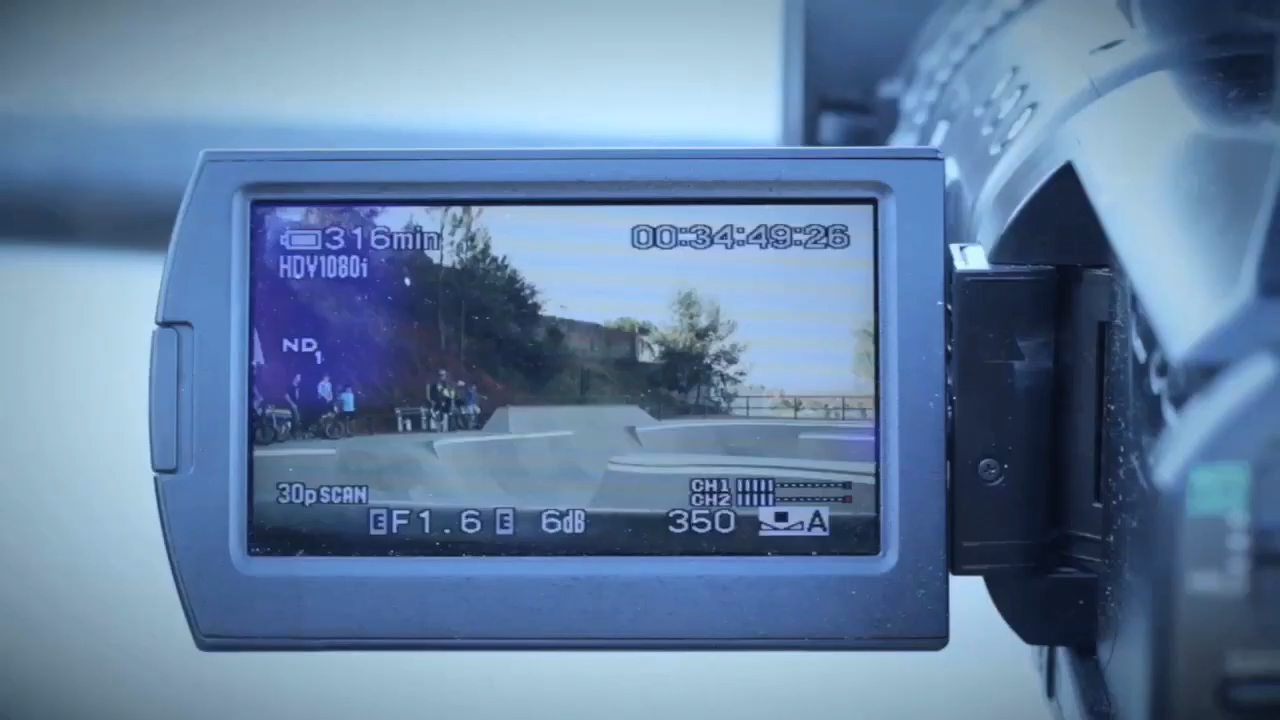 316min
00:34:49:26
HDV1080i
ND1
30pSCAN
CH1
CH2
E F1.6 E 6dB 350 A